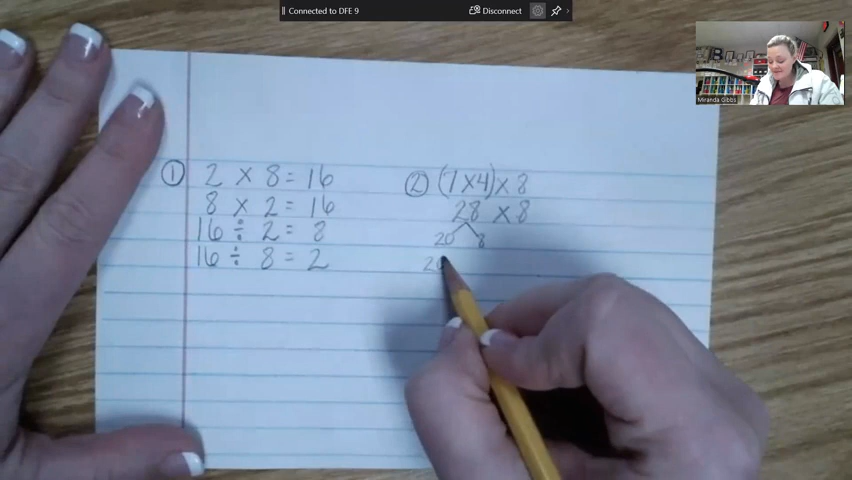 Connected to DFE 9
Disconnect
Miranda Gibbs
① 2 × 8 = 16
8 × 2 = 16
16 ÷ 2 = 8
16 ÷ 8 = 2
② (7 × 4) × 8
28 × 8
20 8
20